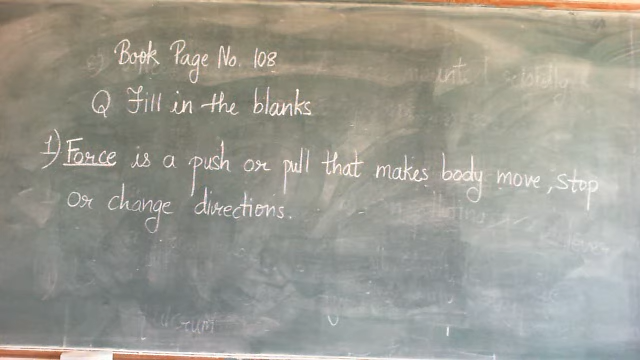 Book Page No. 108
Q Fill in the blanks
1) Force is a push or pull that makes body move, stop
or change directions.